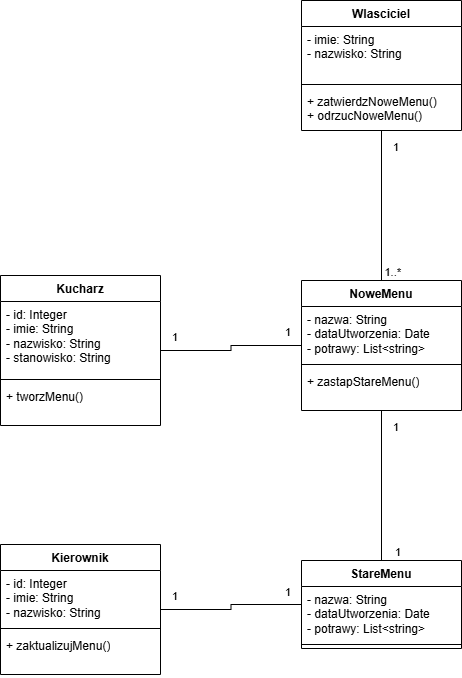 Wlasciciel
- imie: String
- nazwisko: String
+ zatwierdzNoweMenu()
+ odrzucNoweMenu()
1
1..*
Kucharz
- id: Integer
- imie: String
- nazwisko: String
- stanowisko: String
+ tworzMenu()
1
1
NoweMenu
- nazwa: String
- dataUtworzenia: Date
- potrawy: List<string>
+ zastapStareMenu()
1
1
Kierownik
- id: Integer
- imie: String
- nazwisko: String
+ zaktualizujMenu()
1
1
StareMenu
- nazwa: String
- dataUtworzenia: Date
- potrawy: List<string>